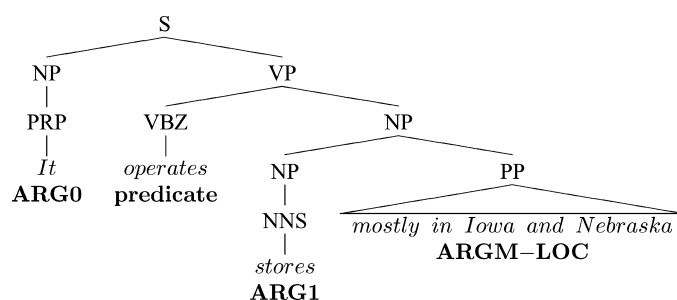 S
NP VP
PRP VBZ NP
It operates NP PP
ARG0 predicate
NNS mostly in Iowa and Nebraska
ARGM–LOC
stores
ARG1